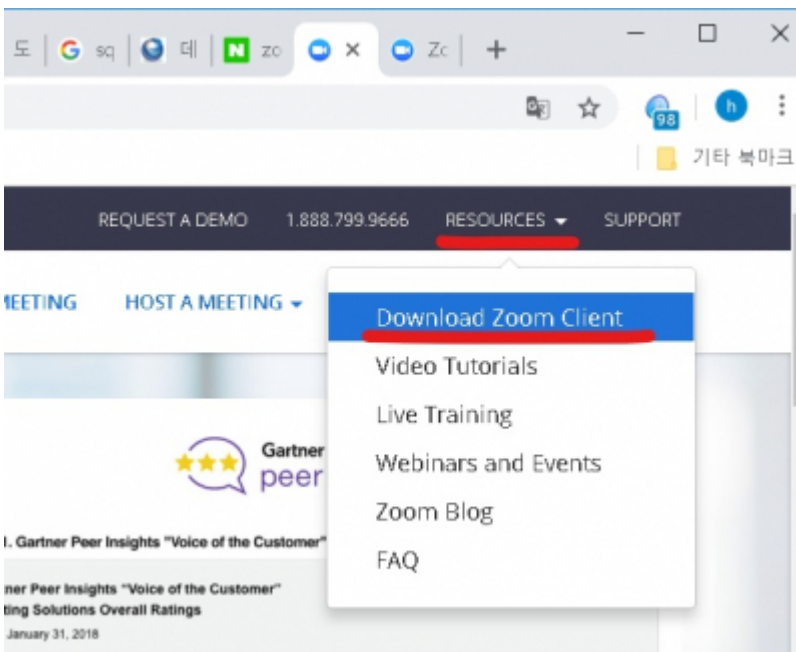 도 G sq 데 N zo Zc
98 h
기타 북마크
REQUEST A DEMO 1.888.799.9666 RESOURCES SUPPORT
MEETING HOST A MEETING
Download Zoom Client
Video Tutorials
Live Training
Webinars and Events
Zoom Blog
FAQ
Gartner
peer
. Gartner Peer Insights "Voice of the Customer"
ner Peer Insights "Voice of the Customer"
ting Solutions Overall Ratings
January 31, 2018